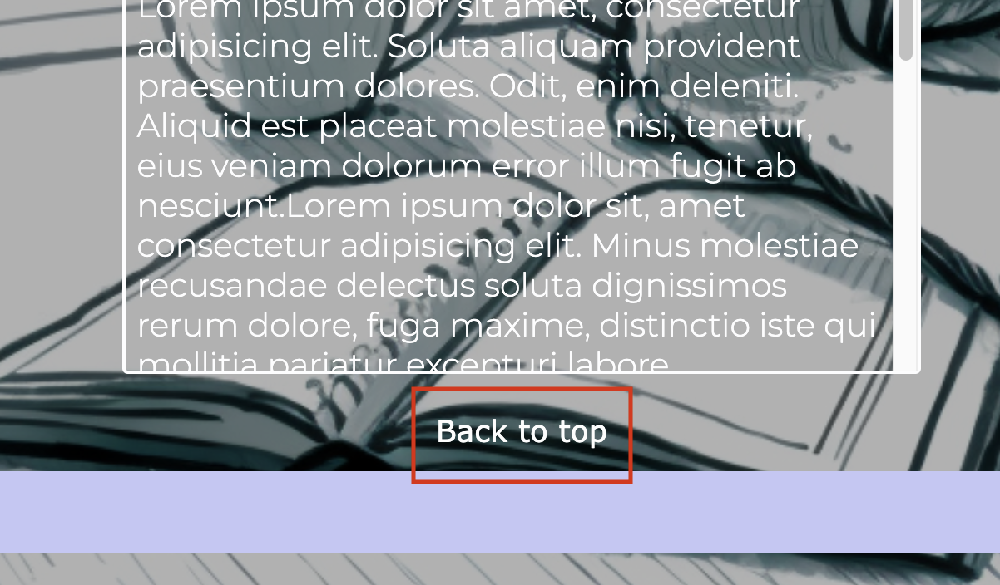 Lorem ipsum dolor sit amet, consectetur
adipisicing elit. Soluta aliquam provident
praesentium dolores. Odit, enim deleniti.
Aliquid est placeat molestiae nisi, tenetur,
eius veniam dolorum error illum fugit ab
nesciunt.Lorem ipsum dolor sit, amet
consectetur adipisicing elit. Minus molestiae
recusandae delectus soluta dignissimos
rerum dolore, fuga maxime, distinctio iste qui
mollitia pariatur excepturi labore
Back to top